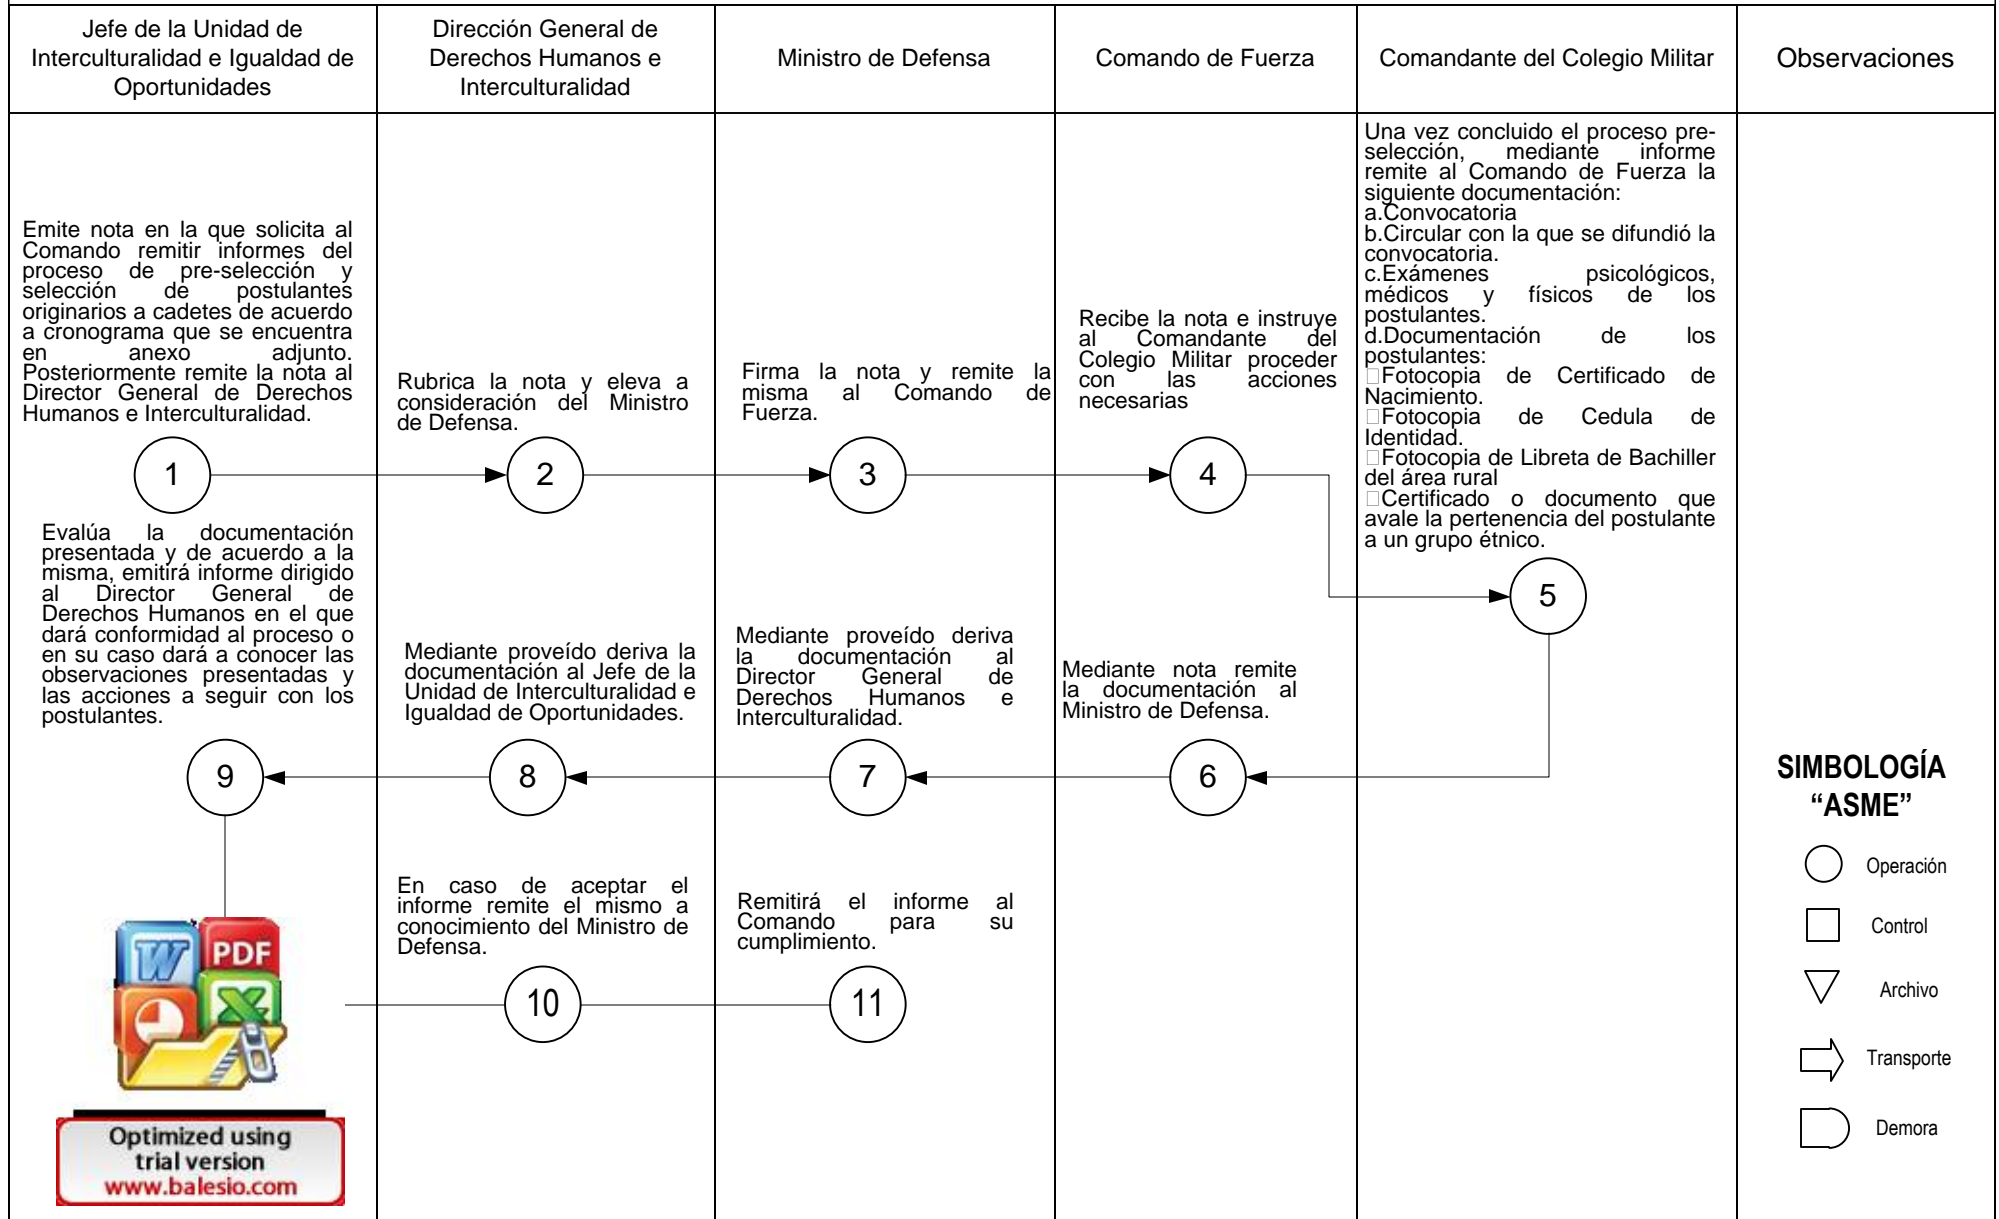 Jefe de la Unidad de
Interculturalidad e Igualdad de
Oportunidades
Dirección General de
Derechos Humanos e
Interculturalidad
Ministro de Defensa
Comando de Fuerza
Comandante del Colegio Militar
Observaciones
Emite nota en la que solicita al
Comando remitir informes del
proceso de pre-selección y
selección de postulantes
originarios a cadetes de acuerdo
a cronograma que se encuentra
en anexo adjunto.
Posteriormente remite la nota al
Director General de Derechos
Humanos e Interculturalidad.
1
Rubrica la nota y eleva a
consideración del Ministro
de Defensa.
2
Firma la nota y remite la
misma al Comando de
Fuerza.
3
Recibe la nota e instruye
al Comandante del
Colegio Militar proceder
con las acciones
necesarias
4
Una vez concluido el proceso pre-
selección, mediante informe
remite al Comando de Fuerza la
siguiente documentación:
a.Convocatoria
b.Circular con la que se difundió la
convocatoria.
c.Exámenes psicológicos,
médicos y físicos de los
postulantes.
d.Documentación de los
postulantes:
Fotocopia de Certificado de
Nacimiento.
Fotocopia de Cedula de
Identidad.
Fotocopia de Libreta de Bachiller
del área rural
Certificado o documento que
avale la pertenencia del postulante
a un grupo étnico.
5
Mediante nota remite
la documentación al
Ministro de Defensa.
6
Mediante proveído deriva
la documentación al
Director General de
Derechos Humanos e
Interculturalidad.
7
Mediante proveído deriva la
documentación al Jefe de la
Unidad de Interculturalidad e
Igualdad de Oportunidades.
8
Evalúa la documentación
presentada y de acuerdo a la
misma, emitirá informe dirigido
al Director General de
Derechos Humanos en el que
dará conformidad al proceso o
en su caso dará a conocer las
observaciones presentadas y
las acciones a seguir con los
postulantes.
9
En caso de aceptar el
informe remite el mismo a
conocimiento del Ministro de
Defensa.
10
Remitirá el informe al
Comando para su
cumplimiento.
11
SIMBOLOGÍA
“ASME”
Operación
Control
Archivo
Transporte
Demora
W
PDF
X
Optimized using
trial version
www.balesio.com